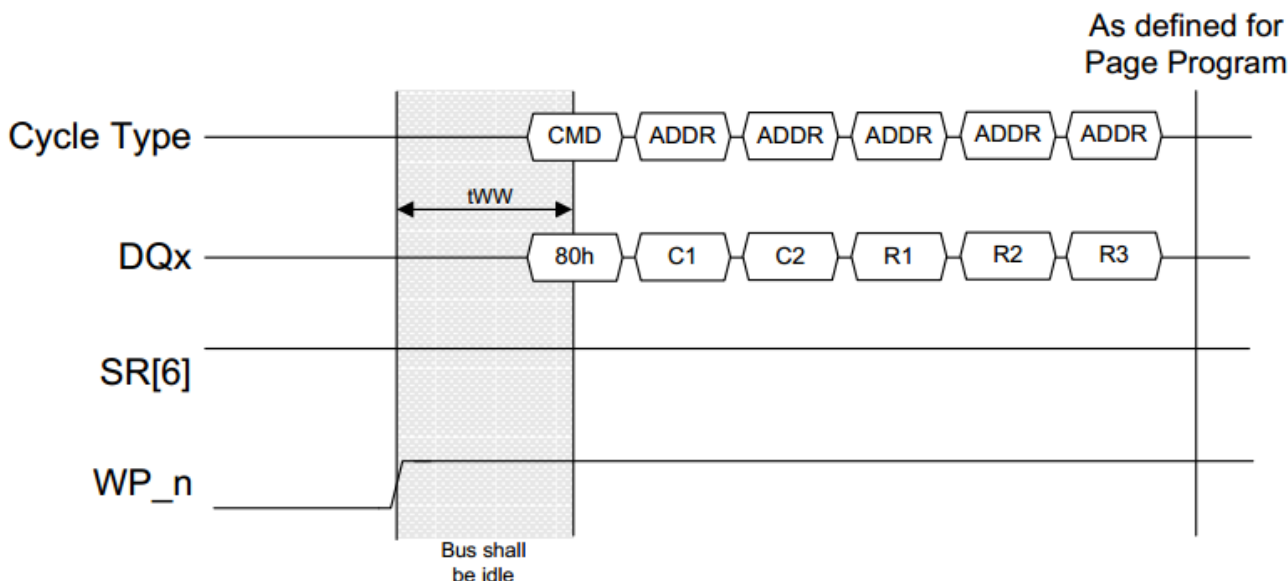 As defined for
Page Program
Cycle Type CMD ADDR ADDR ADDR ADDR ADDR
tWW
DQx 80h C1 C2 R1 R2 R3
SR[6]
WP_n
Bus shall
be idle